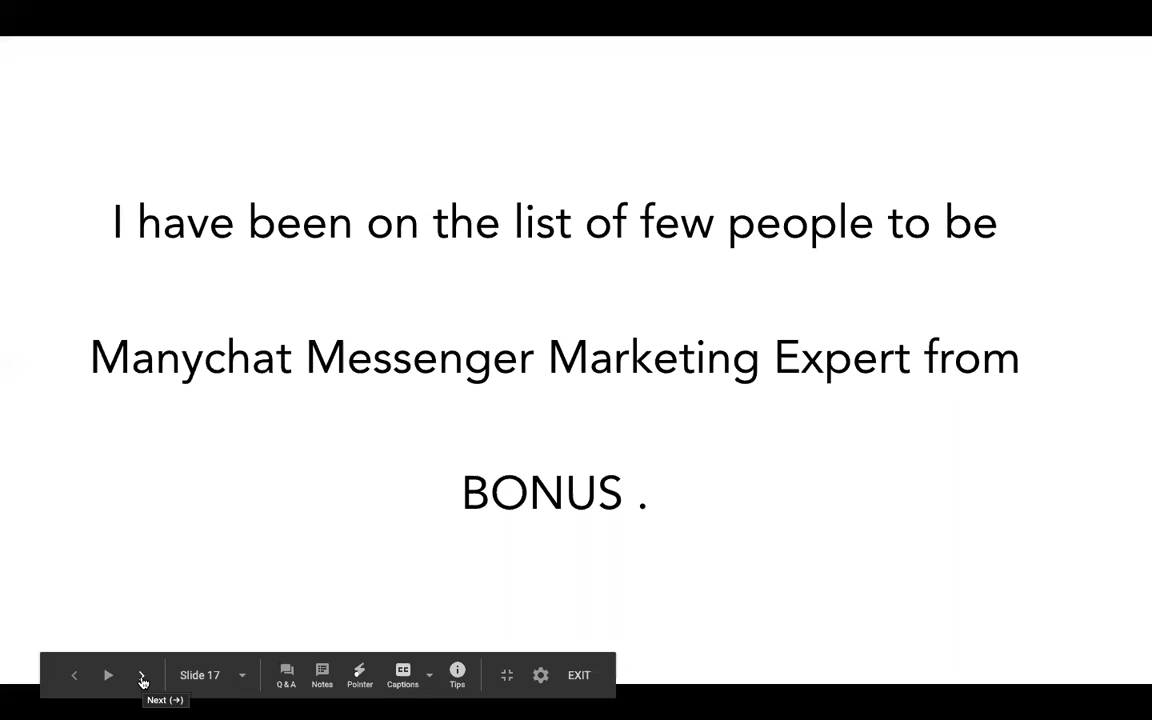 I have been on the list of few people to be
Manychat Messenger Marketing Expert from
BONUS .
Slide 17
Q & A
Notes
Pointer
CC
Captions
Tips
EXIT
Next (→)